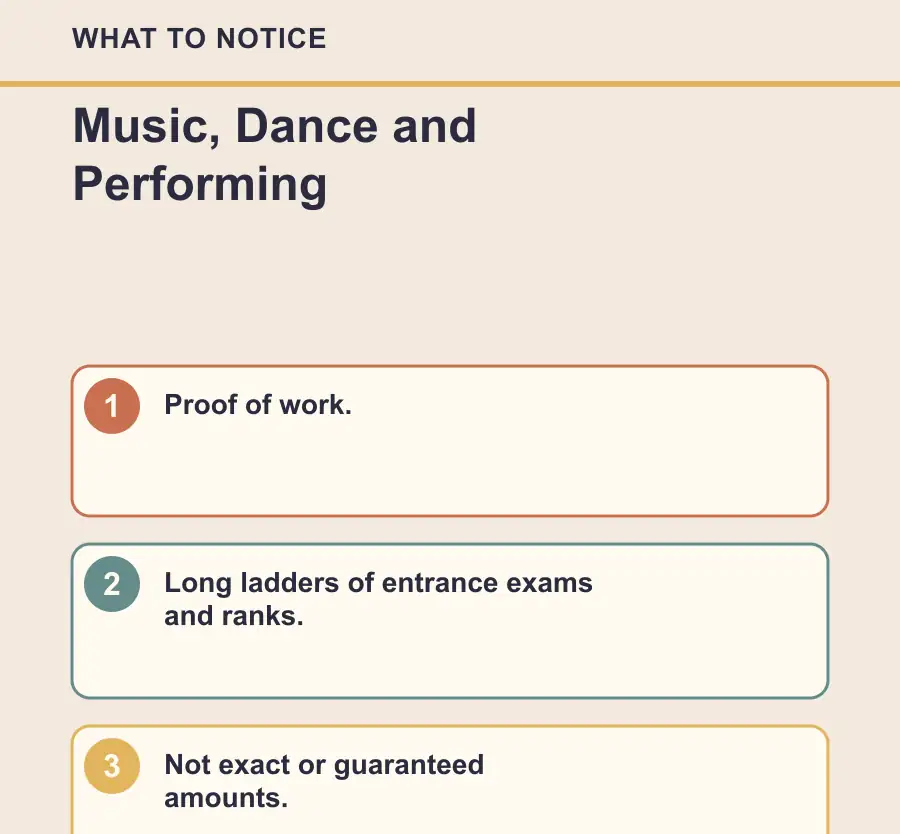 WHAT TO NOTICE
Music, Dance and
Performing
1
Proof of work.
2
Long ladders of entrance exams
and ranks.
3
Not exact or guaranteed
amounts.